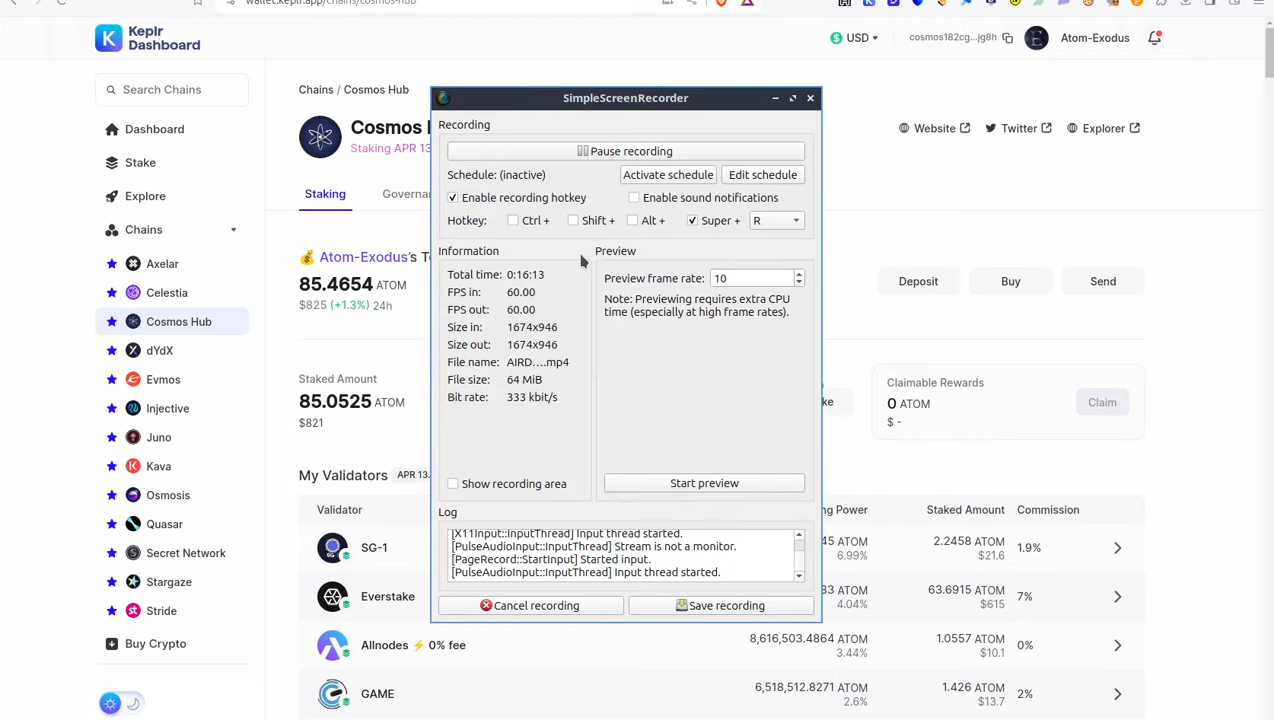 wallet.keplr.app/chains/cosmos-hub
Keplr
Dashboard
USD
cosmos182cg...jg8h
Atom-Exodus
Search Chains
Dashboard
Stake
Explore
Chains
Axelar
Celestia
Cosmos Hub
dYdX
Evmos
Injective
Juno
Kava
Osmosis
Quasar
Secret Network
Stargaze
Stride
Buy Crypto
Chains / Cosmos Hub
Cosmos
Staking APR 13
Website
Twitter
Explorer
Staking
Governa
Atom-Exodus's
85.4654 ATOM
$825 (+1.3%) 24h
Deposit
Buy
Send
Staked Amount
85.0525 ATOM
$821
ke
Claimable Rewards
0 ATOM
$ -
Claim
My Validators
APR 13.
Validator
ng Power
Staked Amount
Commission
SG-1
45 ATOM
6.99%
2.2458 ATOM
$21.6
1.9%
Everstake
83 ATOM
4.04%
63.6915 ATOM
$615
7%
Allnodes ⚡ 0% fee
8,616,503.4864 ATOM
3.44%
1.0557 ATOM
$10.1
0%
GAME
6,518,512.8271 ATOM
2.6%
1.426 ATOM
$13.7
2%
SimpleScreenRecorder
Recording
Pause recording
Schedule: (inactive)
Activate schedule
Edit schedule
Enable recording hotkey
Enable sound notifications
Hotkey:
Ctrl +
Shift +
Alt +
Super +
R
Information
Total time: 0:16:13
FPS in: 60.00
FPS out: 60.00
Size in: 1674x946
Size out: 1674x946
File name: AIRD....mp4
File size: 64 MiB
Bit rate: 333 kbit/s
Show recording area
Preview
Preview frame rate: 10
Note: Previewing requires extra CPU
time (especially at high frame rates).
Start preview
Log
[X11Input::InputThread] Input thread started.
[PulseAudioInput::InputThread] Stream is not a monitor.
[PageRecord::StartInput] Started input.
[PulseAudioInput::InputThread] Input thread started.
Cancel recording
Save recording